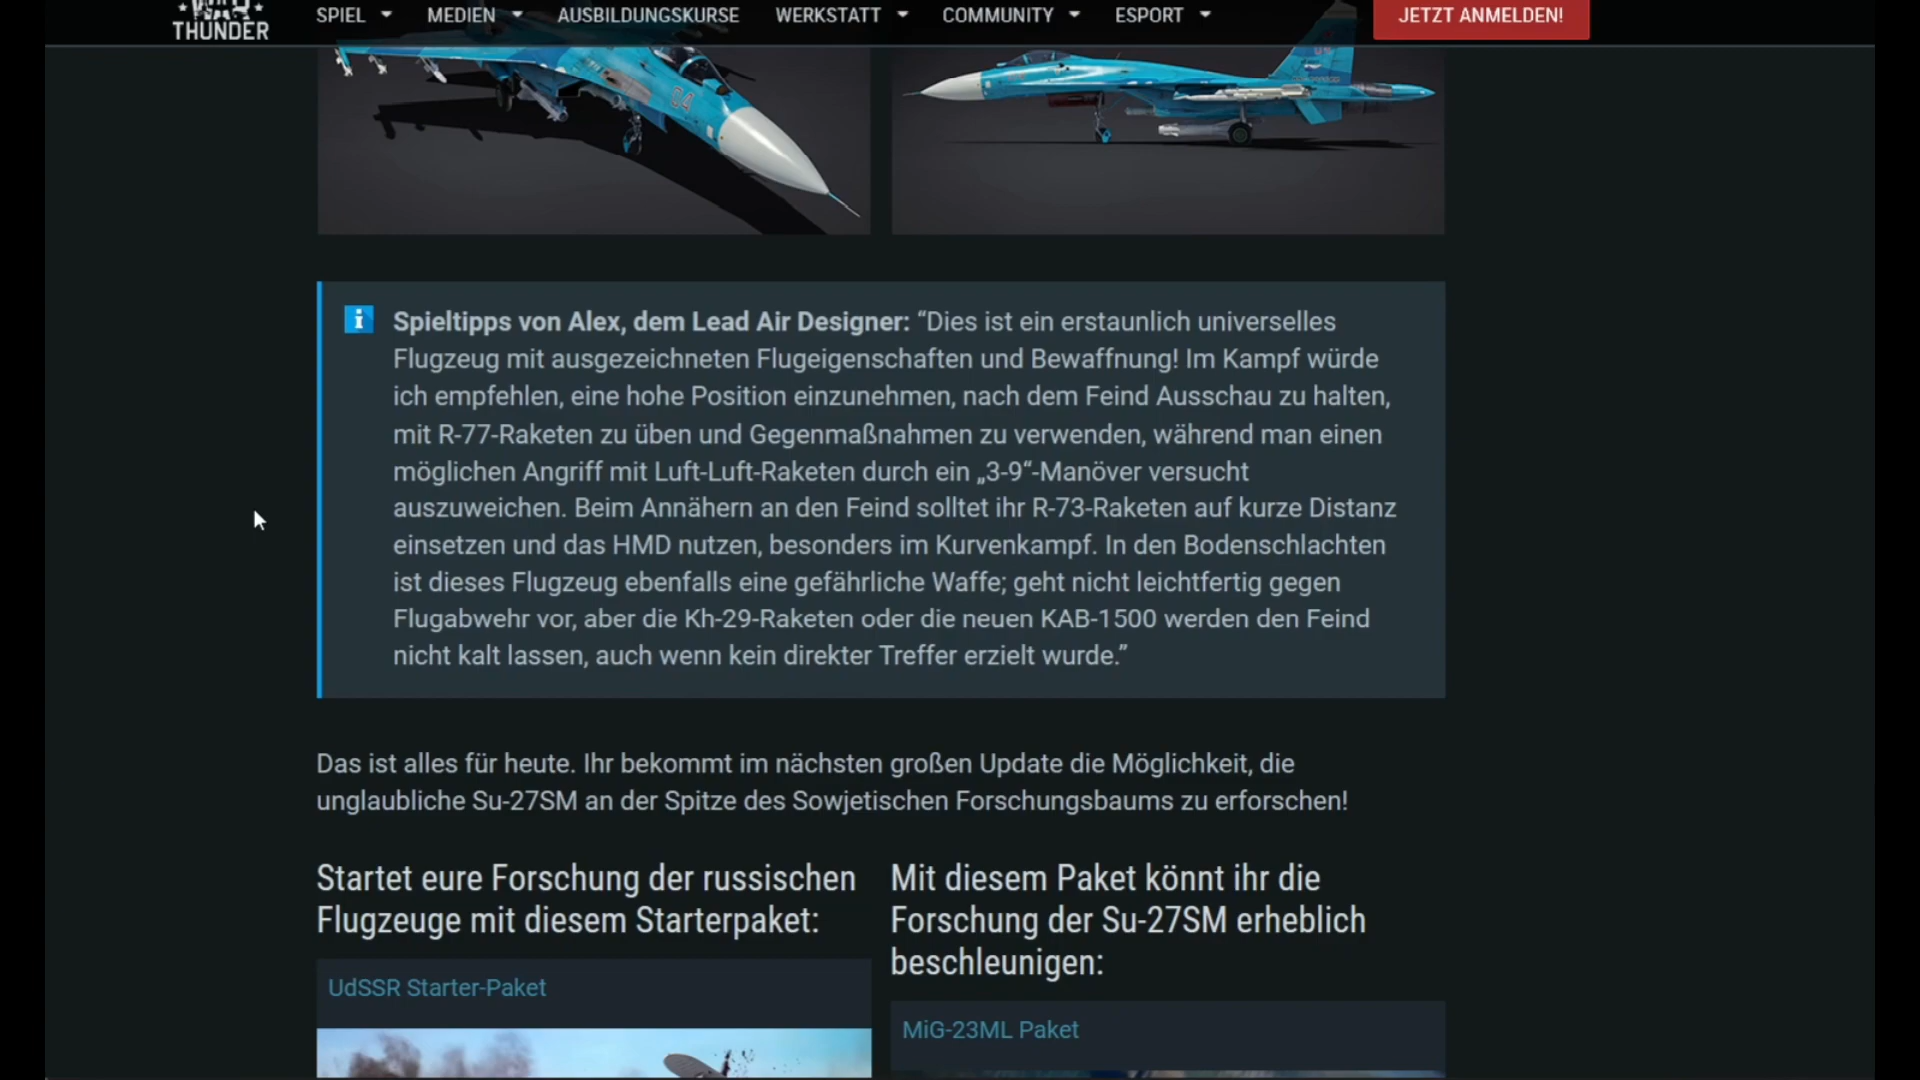 WAR
THUNDER
SPIEL
MEDIEN
AUSBILDUNGSKURSE
WERKSTATT
COMMUNITY
ESPORT
JETZT ANMELDEN!
Spieltipps von Alex, dem Lead Air Designer: “Dies ist ein erstaunlich universelles
Flugzeug mit ausgezeichneten Flugeigenschaften und Bewaffnung! Im Kampf würde
ich empfehlen, eine hohe Position einzunehmen, nach dem Feind Ausschau zu halten,
mit R-77-Raketen zu üben und Gegenmaßnahmen zu verwenden, während man einen
möglichen Angriff mit Luft-Luft-Raketen durch ein „3-9“-Manöver versucht
auszuweichen. Beim Annähern an den Feind solltet ihr R-73-Raketen auf kurze Distanz
einsetzen und das HMD nutzen, besonders im Kurvenkampf. In den Bodenschlachten
ist dieses Flugzeug ebenfalls eine gefährliche Waffe; geht nicht leichtfertig gegen
Flugabwehr vor, aber die Kh-29-Raketen oder die neuen KAB-1500 werden den Feind
nicht kalt lassen, auch wenn kein direkter Treffer erzielt wurde.”
Das ist alles für heute. Ihr bekommt im nächsten großen Update die Möglichkeit, die
unglaubliche Su-27SM an der Spitze des Sowjetischen Forschungsbaums zu erforschen!
Startet eure Forschung der russischen
Flugzeuge mit diesem Starterpaket:
UdSSR Starter-Paket
Mit diesem Paket könnt ihr die
Forschung der Su-27SM erheblich
beschleunigen:
MiG-23ML Paket